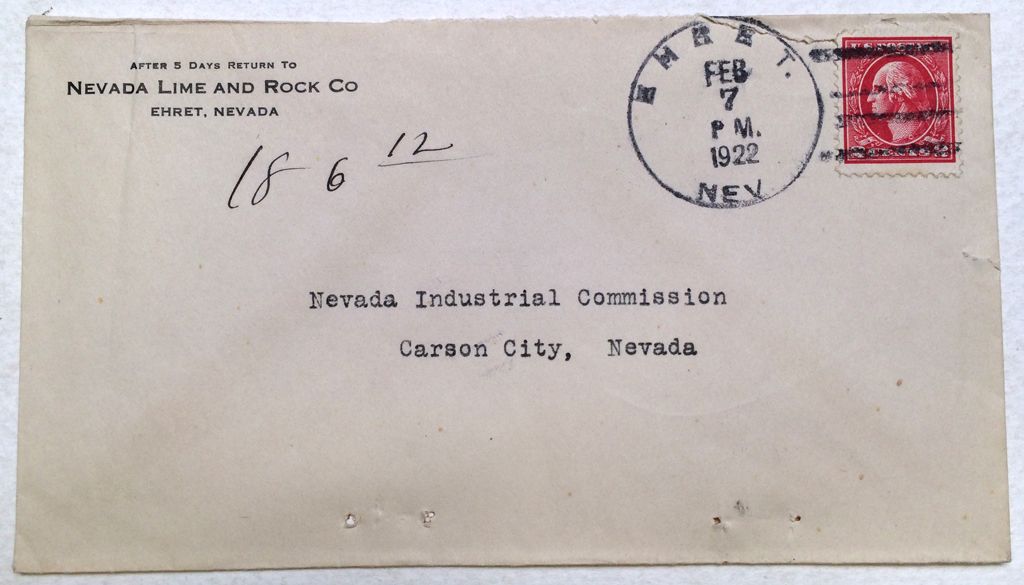 AFTER 5 DAYS RETURN TO
NEVADA LIME AND ROCK CO
EHRET, NEVADA
18 6 12
EHRET.
FEB
7
P M.
1922
NEV
Nevada Industrial Commission
Carson City, Nevada